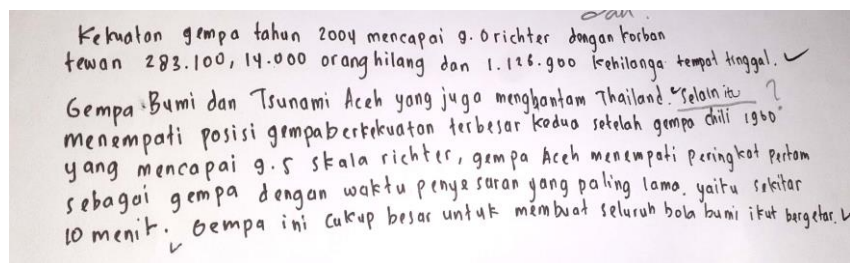 dan.
Kekuatan gempa tahun 2004 mencapai 9.0 richter dengan korban
tewan 283.100, 14.000 orang hilang dan 1.126.900 kehilanga tempat tinggal. ✓
Gempa Bumi dan Tsunami Aceh yang juga menghantam Thailand. Selain itu ?
menempati posisi gempaberkekuatan terbesar kedua setelah gempa chili 1960
yang mencapai 9.5 skala richter, gempa Aceh menempati peringkat pertam
sebagai gempa dengan waktu penyesaran yang paling lama. yaitu sekitar
10 menit. Gempa ini cukup besar untuk membuat seluruh bola bumi ikut bergetar. ✓